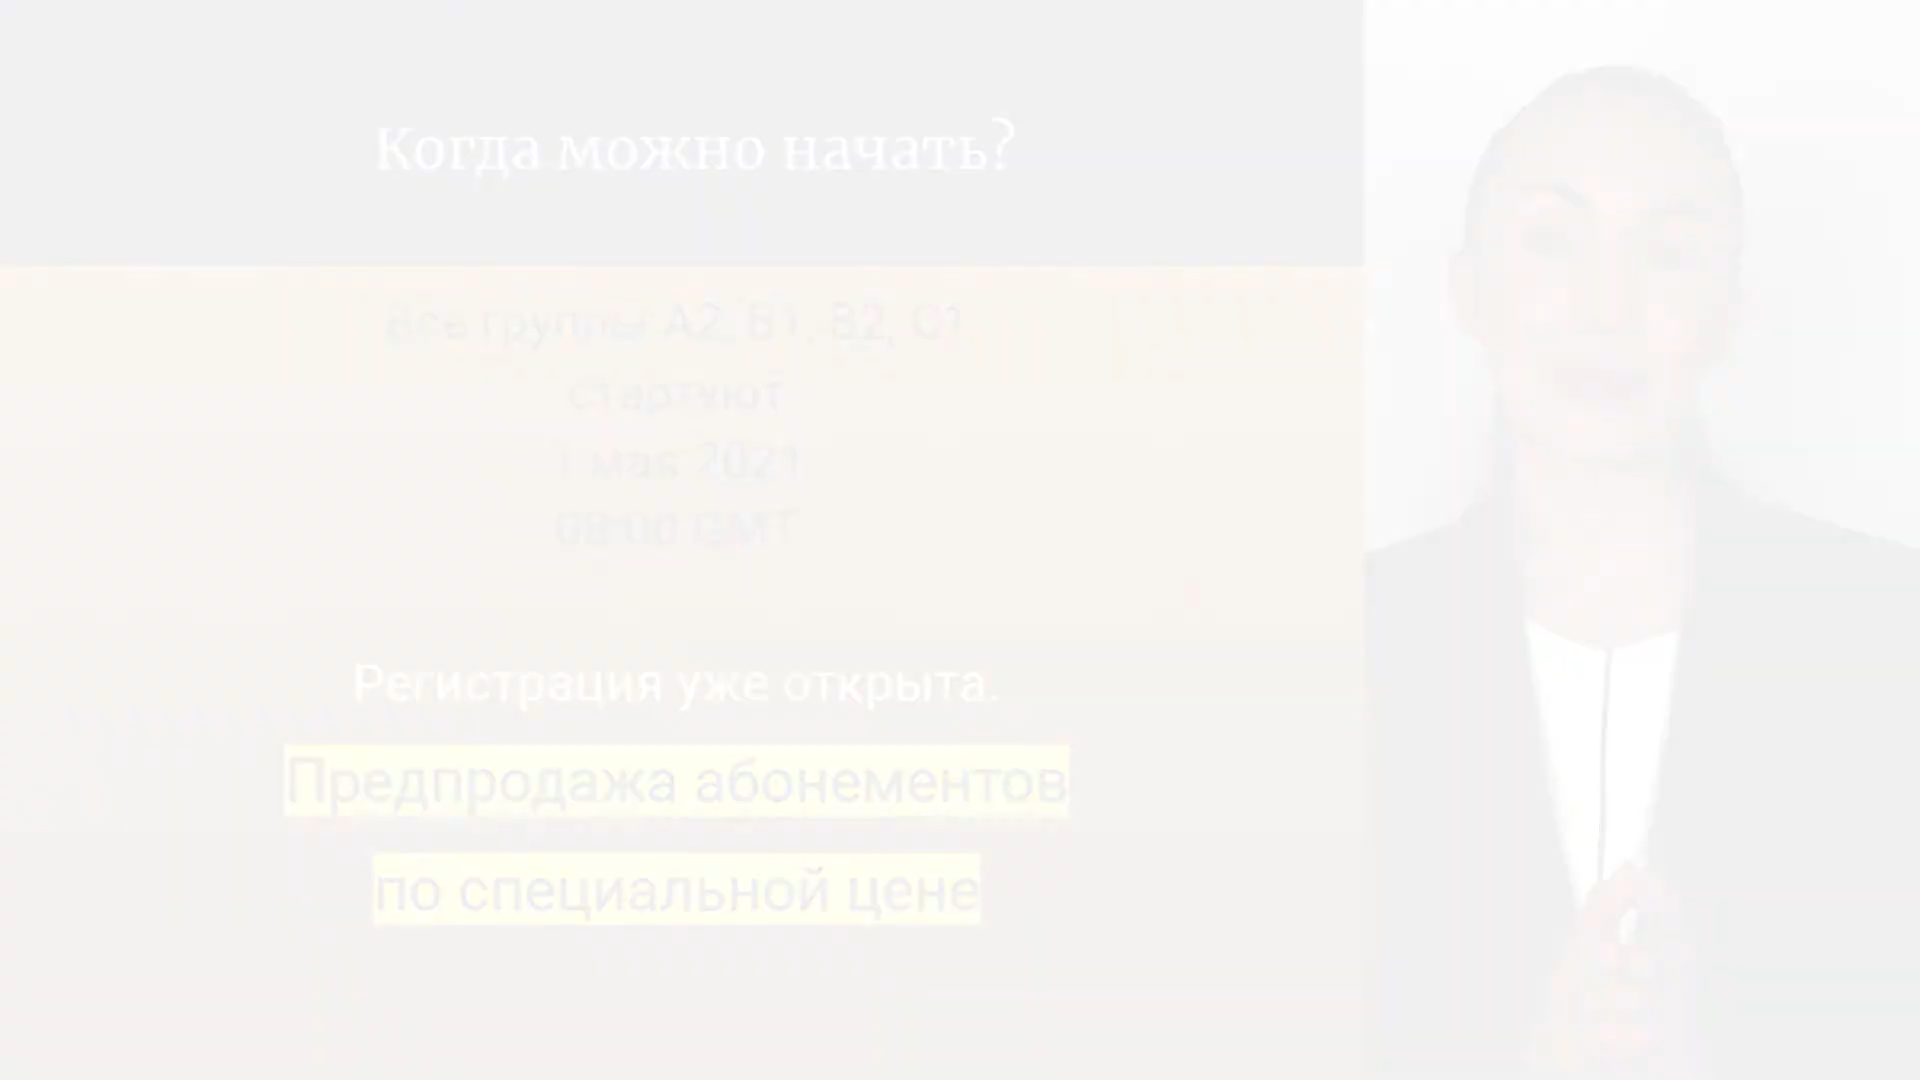 Когда можно начать?
Все группы A2, B1, B2, C1
стартуют
1 мая 2021
08:00 GMT
Регистрация уже открыта.
Предпродажа абонементов
по специальной цене